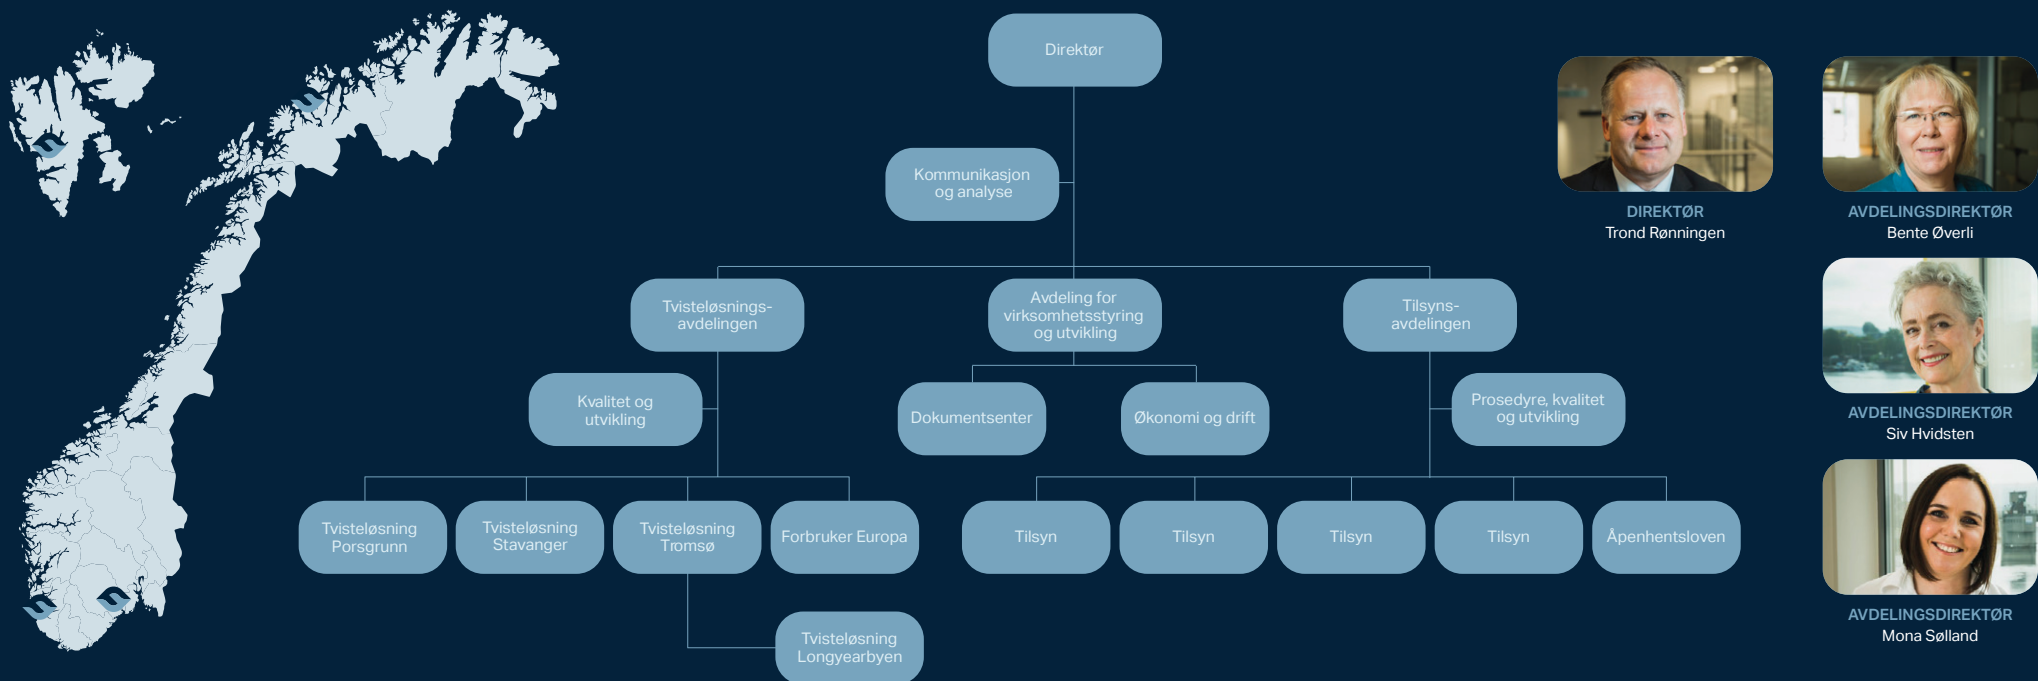 Direktør
Kommunikasjon
og analyse
Tvisteløsnings-
avdelingen
Avdeling for
virksomhetsstyring
og utvikling
Tilsyns-
avdelingen
Kvalitet og
utvikling
Dokumentsenter
Økonomi og drift
Prosedyre, kvalitet
og utvikling
Tvisteløsning
Porsgrunn
Tvisteløsning
Stavanger
Tvisteløsning
Tromsø
Forbruker Europa
Tilsyn
Tilsyn
Tilsyn
Tilsyn
Åpenhentsloven
Tvisteløsning
Longyearbyen
DIREKTØR
Trond Rønningen
AVDELINGSDIREKTØR
Bente Øverli
AVDELINGSDIREKTØR
Siv Hvidsten
AVDELINGSDIREKTØR
Mona Sølland